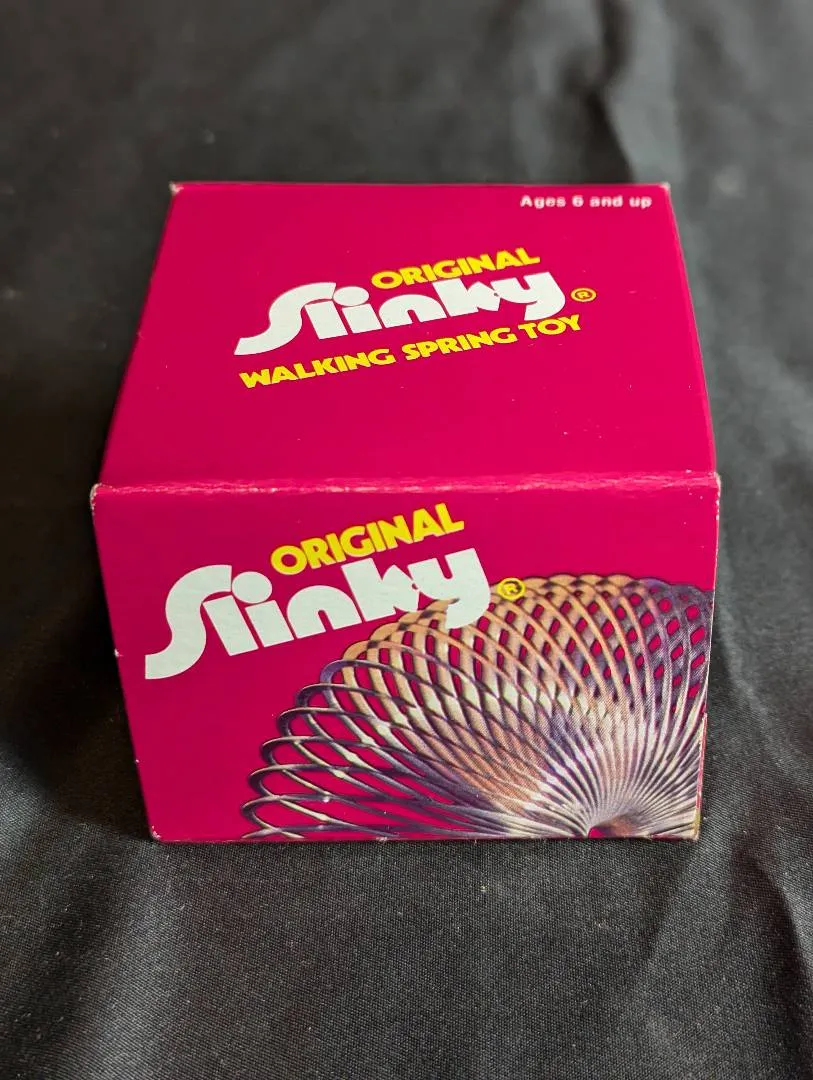 Ages 6 and up
ORIGINAL
Slinky®
WALKING SPRING TOY
ORIGINAL
Slinky®